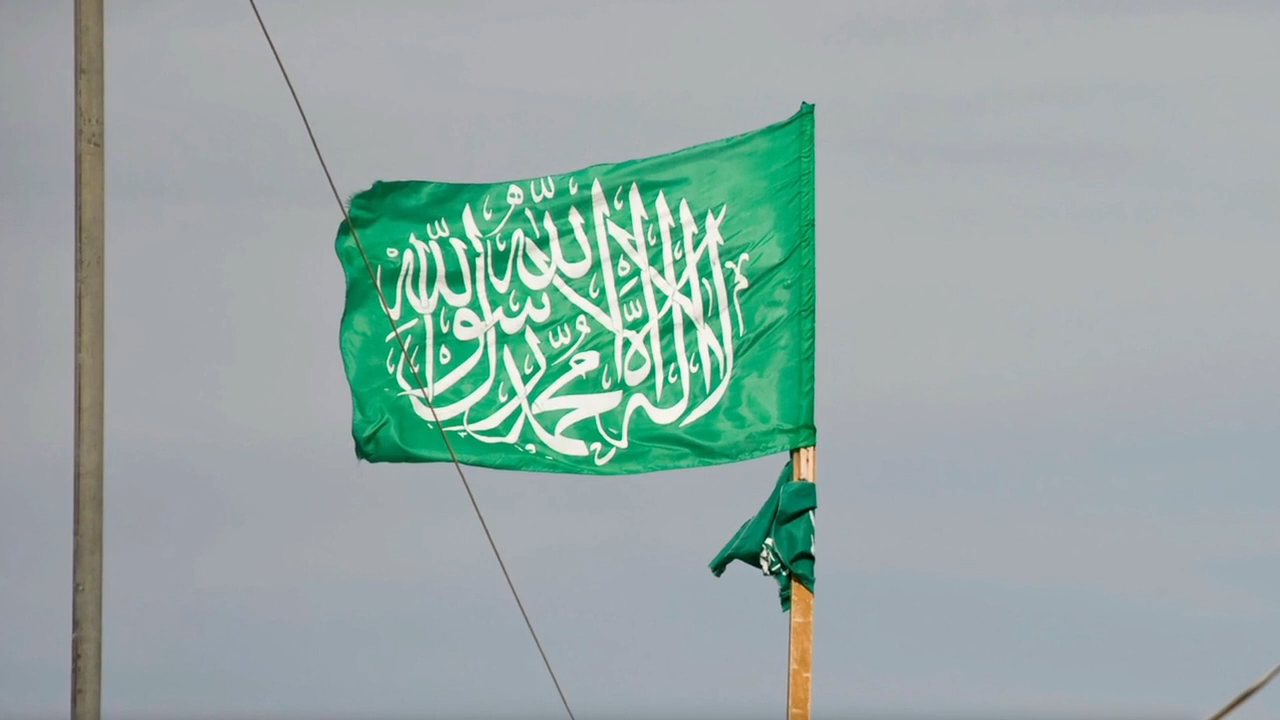 لا إله إلا الله محمد رسول الله